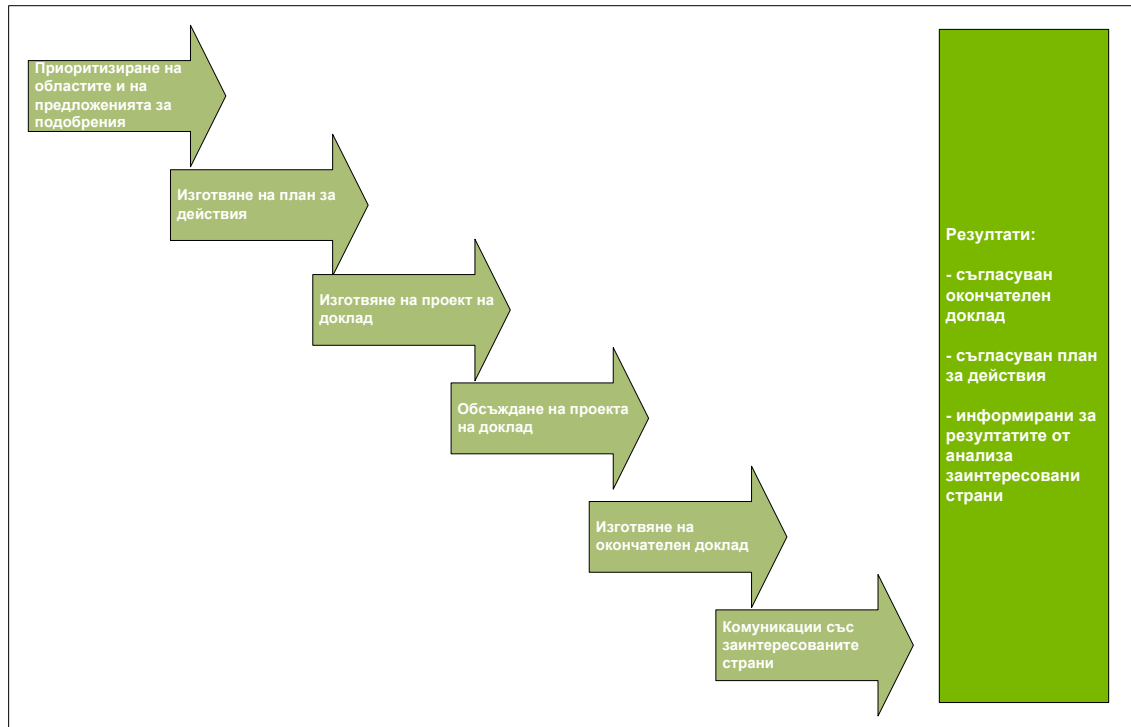 Приоритизиране на
областите и на
предложенията за
подобрения
Изготвяне на план за
действия
Изготвяне на проект на
доклад
Обсъждане на проекта
на доклад
Изготвяне на
окончателен доклад
Комуникации със
заинтересованите
страни
Резултати:
- съгласуван
окончателен
доклад
- съгласуван план
за действия
- информирани за
резултатите от
анализа
заинтересовани
страни